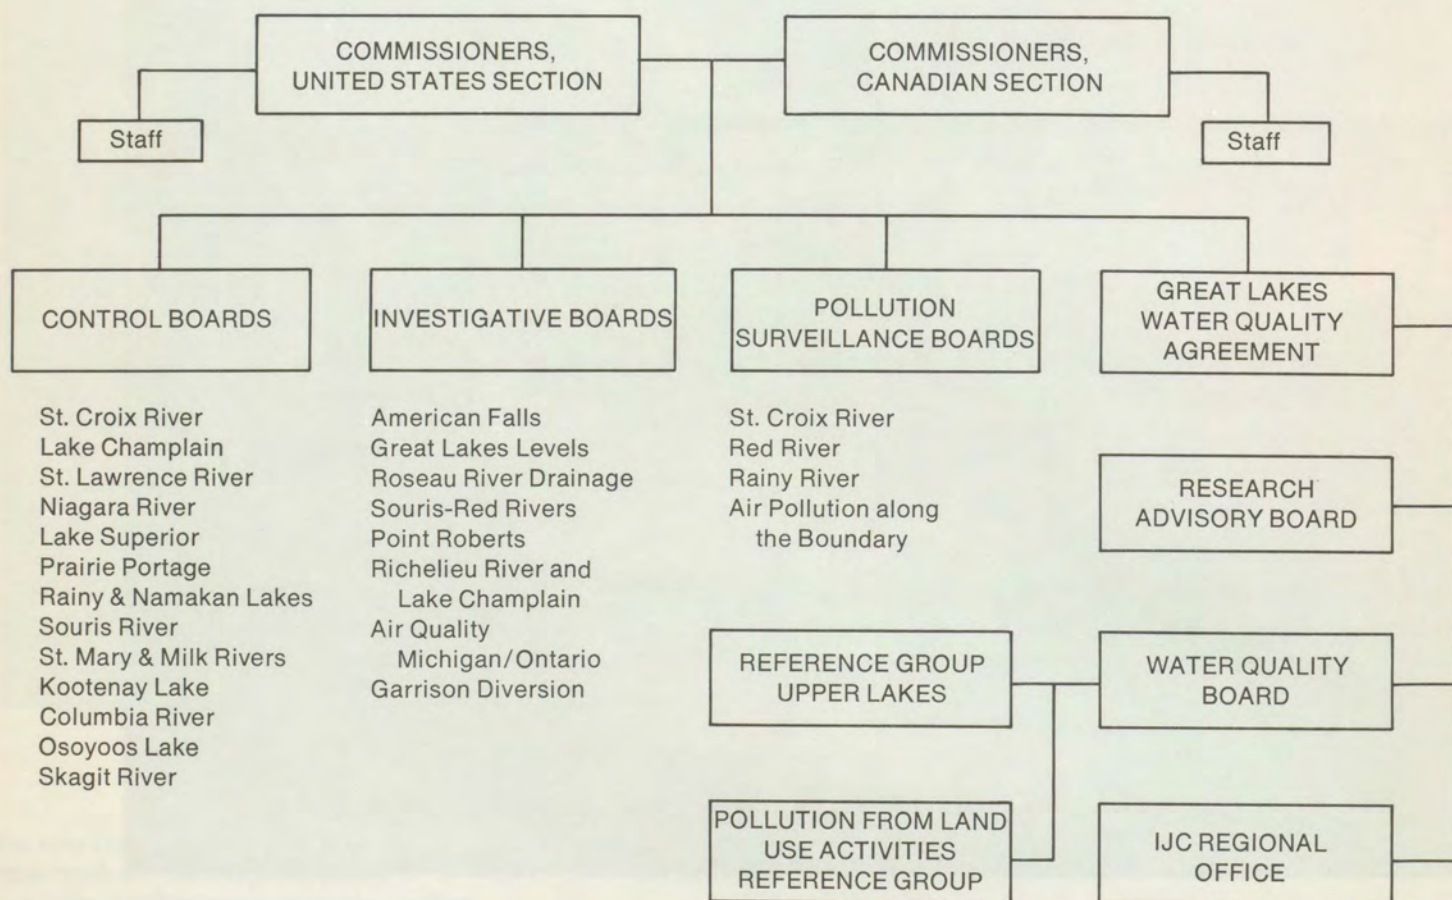 COMMISSIONERS,
UNITED STATES SECTION
COMMISSIONERS,
CANADIAN SECTION
Staff
Staff
CONTROL BOARDS
St. Croix River
Lake Champlain
St. Lawrence River
Niagara River
Lake Superior
Prairie Portage
Rainy & Namakan Lakes
Souris River
St. Mary & Milk Rivers
Kootenay Lake
Columbia River
Osoyoos Lake
Skagit River
INVESTIGATIVE BOARDS
American Falls
Great Lakes Levels
Roseau River Drainage
Souris-Red Rivers
Point Roberts
Richelieu River and
Lake Champlain
Air Quality
Michigan/Ontario
Garrison Diversion
POLLUTION
SURVEILLANCE BOARDS
St. Croix River
Red River
Rainy River
Air Pollution along
the Boundary
GREAT LAKES
WATER QUALITY
AGREEMENT
RESEARCH
ADVISORY BOARD
REFERENCE GROUP
UPPER LAKES
WATER QUALITY
BOARD
POLLUTION FROM LAND
USE ACTIVITIES
REFERENCE GROUP
IJC REGIONAL
OFFICE